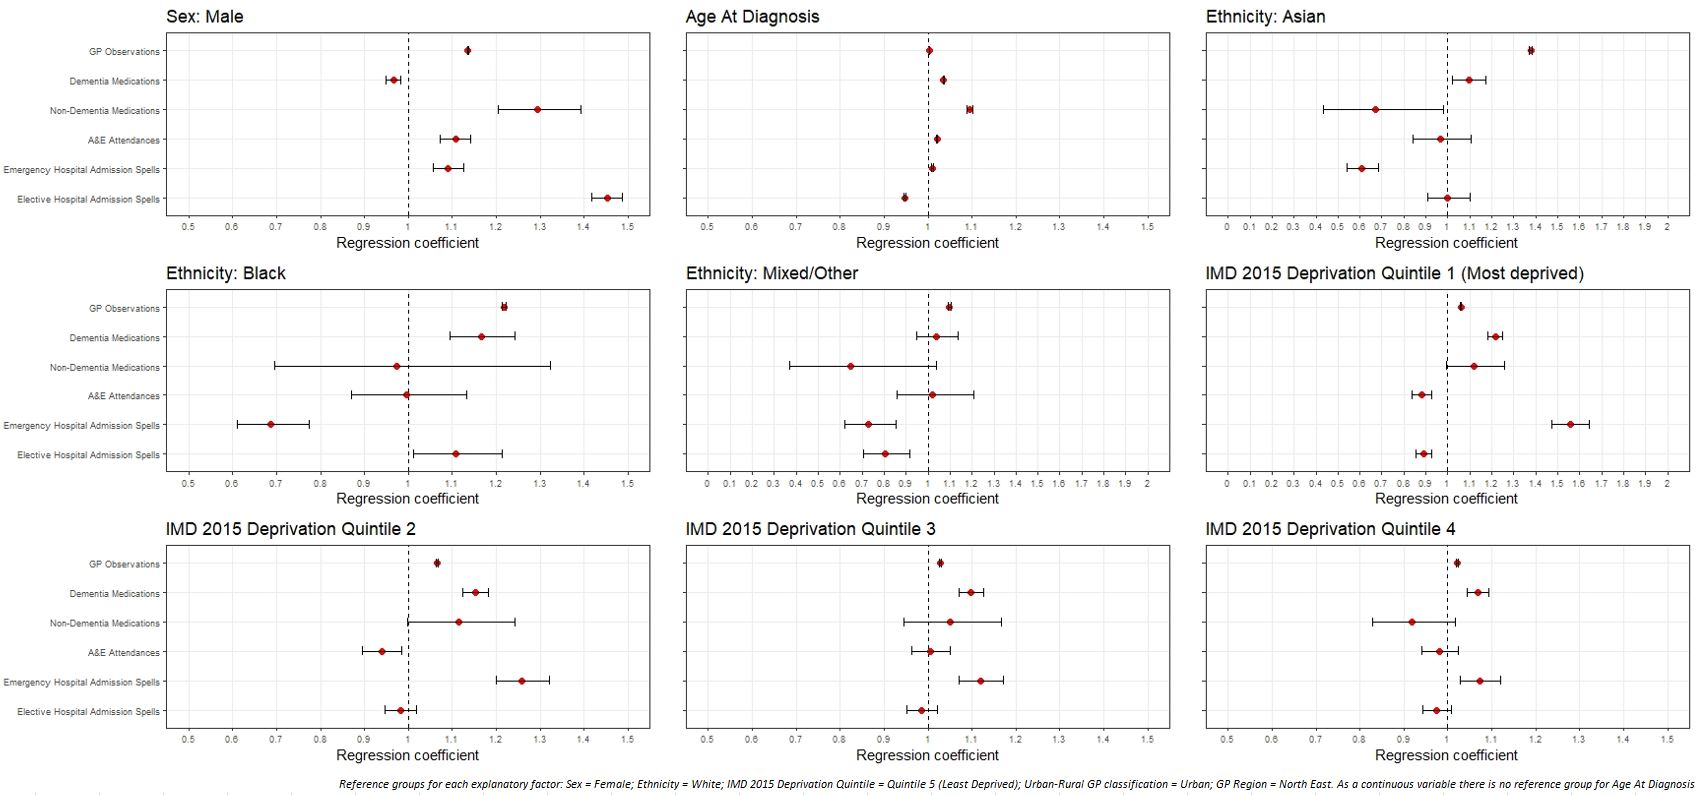 Sex: Male
Age At Diagnosis
Ethnicity: Asian
GP Observations
Dementia Medications
Non-Dementia Medications
A&E Attendances
Emergency Hospital Admission Spells
Elective Hospital Admission Spells
0.5 0.6 0.7 0.8 0.9 1 1.1 1.2 1.3 1.4 1.5
0.5 0.6 0.7 0.8 0.9 1 1.1 1.2 1.3 1.4 1.5
0 0.1 0.2 0.3 0.4 0.5 0.6 0.7 0.8 0.9 1 1.1 1.2 1.3 1.4 1.5 1.6 1.7 1.8 1.9 2
Regression coefficient
Regression coefficient
Regression coefficient
Ethnicity: Black
Ethnicity: Mixed/Other
IMD 2015 Deprivation Quintile 1 (Most deprived)
GP Observations
Dementia Medications
Non-Dementia Medications
A&E Attendances
Emergency Hospital Admission Spells
Elective Hospital Admission Spells
0.5 0.6 0.7 0.8 0.9 1 1.1 1.2 1.3 1.4 1.5
0 0.1 0.2 0.3 0.4 0.5 0.6 0.7 0.8 0.9 1 1.1 1.2 1.3 1.4 1.5 1.6 1.7 1.8 1.9 2
0 0.1 0.2 0.3 0.4 0.5 0.6 0.7 0.8 0.9 1 1.1 1.2 1.3 1.4 1.5 1.6 1.7 1.8 1.9 2
Regression coefficient
Regression coefficient
Regression coefficient
IMD 2015 Deprivation Quintile 2
IMD 2015 Deprivation Quintile 3
IMD 2015 Deprivation Quintile 4
GP Observations
Dementia Medications
Non-Dementia Medications
A&E Attendances
Emergency Hospital Admission Spells
Elective Hospital Admission Spells
0.5 0.6 0.7 0.8 0.9 1 1.1 1.2 1.3 1.4 1.5
0.5 0.6 0.7 0.8 0.9 1 1.1 1.2 1.3 1.4 1.5
0.5 0.6 0.7 0.8 0.9 1 1.1 1.2 1.3 1.4 1.5
Regression coefficient
Regression coefficient
Regression coefficient
Reference groups for each explanatory factor: Sex = Female; Ethnicity = White; IMD 2015 Deprivation Quintile = Quintile 5 (Least Deprived); Urban-Rural GP classification = Urban; GP Region = North East. As a continuous variable there is no reference group for Age At Diagnosis